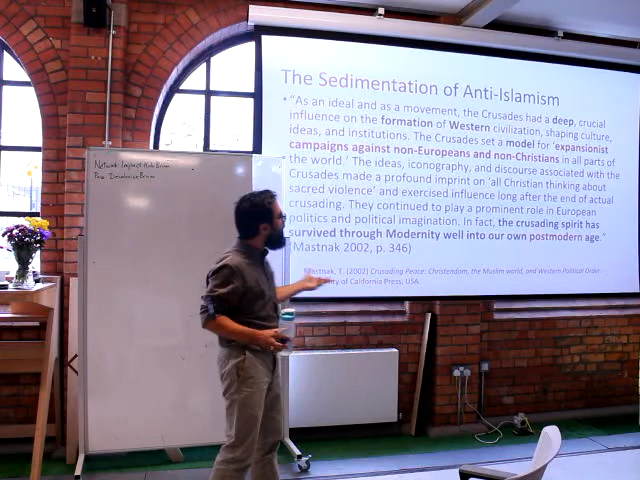 The Sedimentation of Anti-Islamism
• "As an ideal and as a movement, the Crusades had a deep, crucial
influence on the formation of Western civilization, shaping culture,
ideas, and institutions. The Crusades set a model for 'expansionist
campaigns against non-Europeans and non-Christians in all parts of
the world.' The ideas, iconography, and discourse associated with the
Crusades made a profound imprint on 'all Christian thinking about
sacred violence' and exercised influence long after the end of actual
crusading. They continued to play a prominent role in European
politics and political imagination. In fact, the crusading spirit has
survived through Modernity well into our own postmodern age."
(Mastnak 2002, p. 346)
Mastnak, T. (2002) Crusading Peace: Christendom, the Muslim world, and Western Political Order.
of California Press, USA.
Network: Impact
Pass: